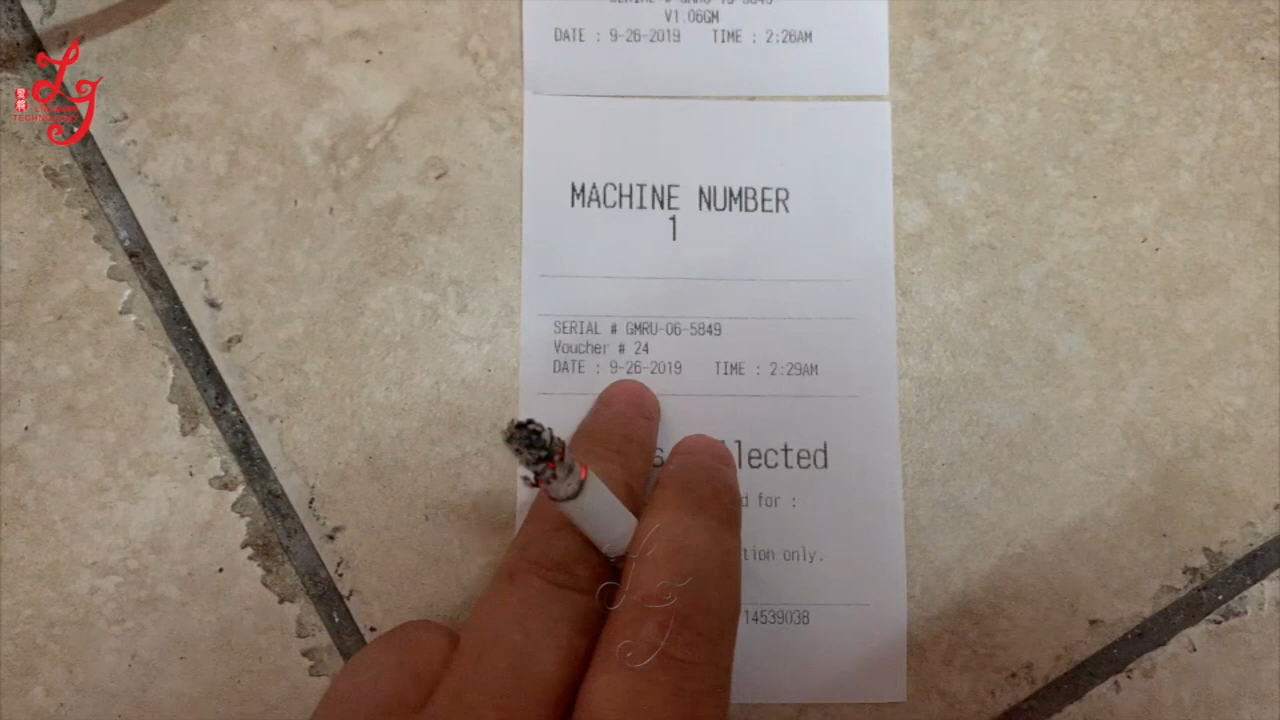 V1.06GM
DATE : 9-26-2019 TIME : 2:26AM
MACHINE NUMBER
1
SERIAL # GMRU-06-5849
Voucher # 24
DATE : 9-26-2019 TIME : 2:29AM
llected
d for :
tion only.
14539038
TECHNOLOGY